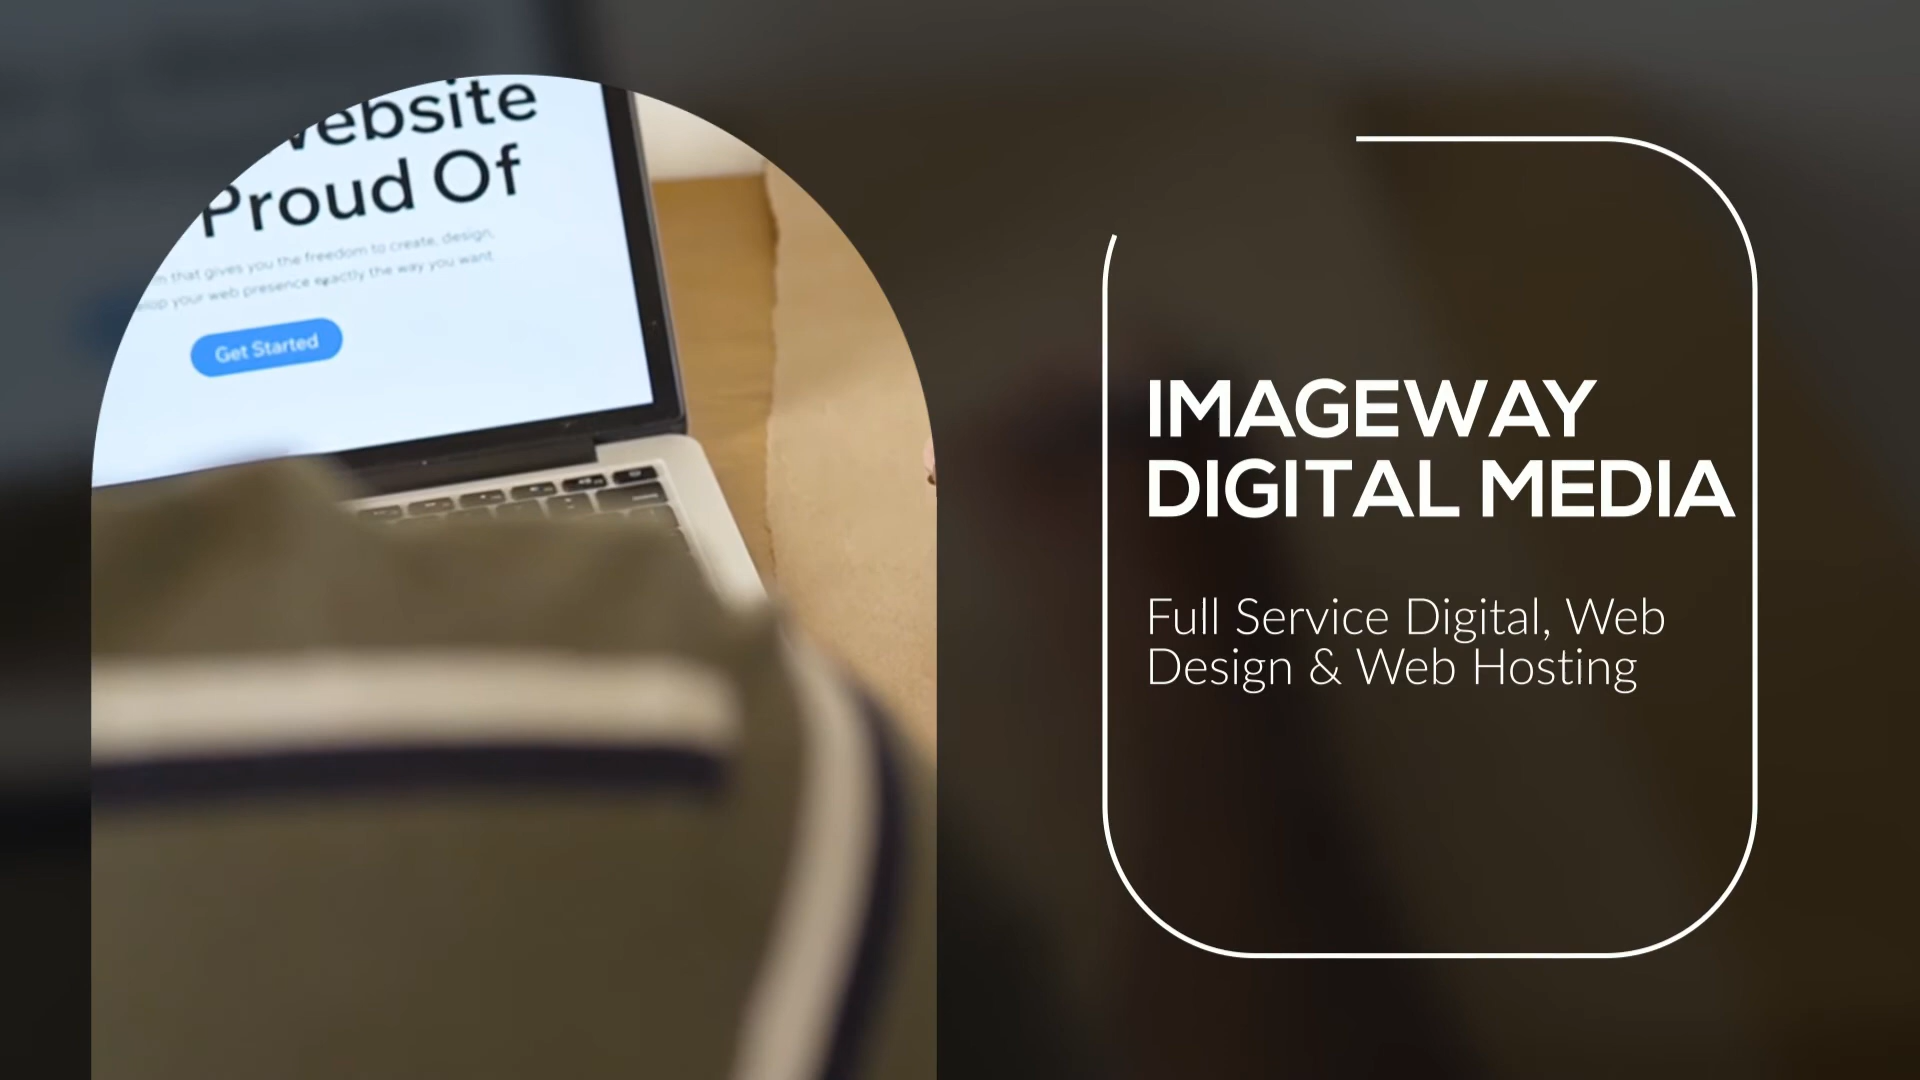 ebsite
Proud Of
that gives you the freedom to create, design,
your web presence exactly the way you want
Get Started
IMAGEWAY
DIGITAL MEDIA
Full Service Digital, Web
Design & Web Hosting